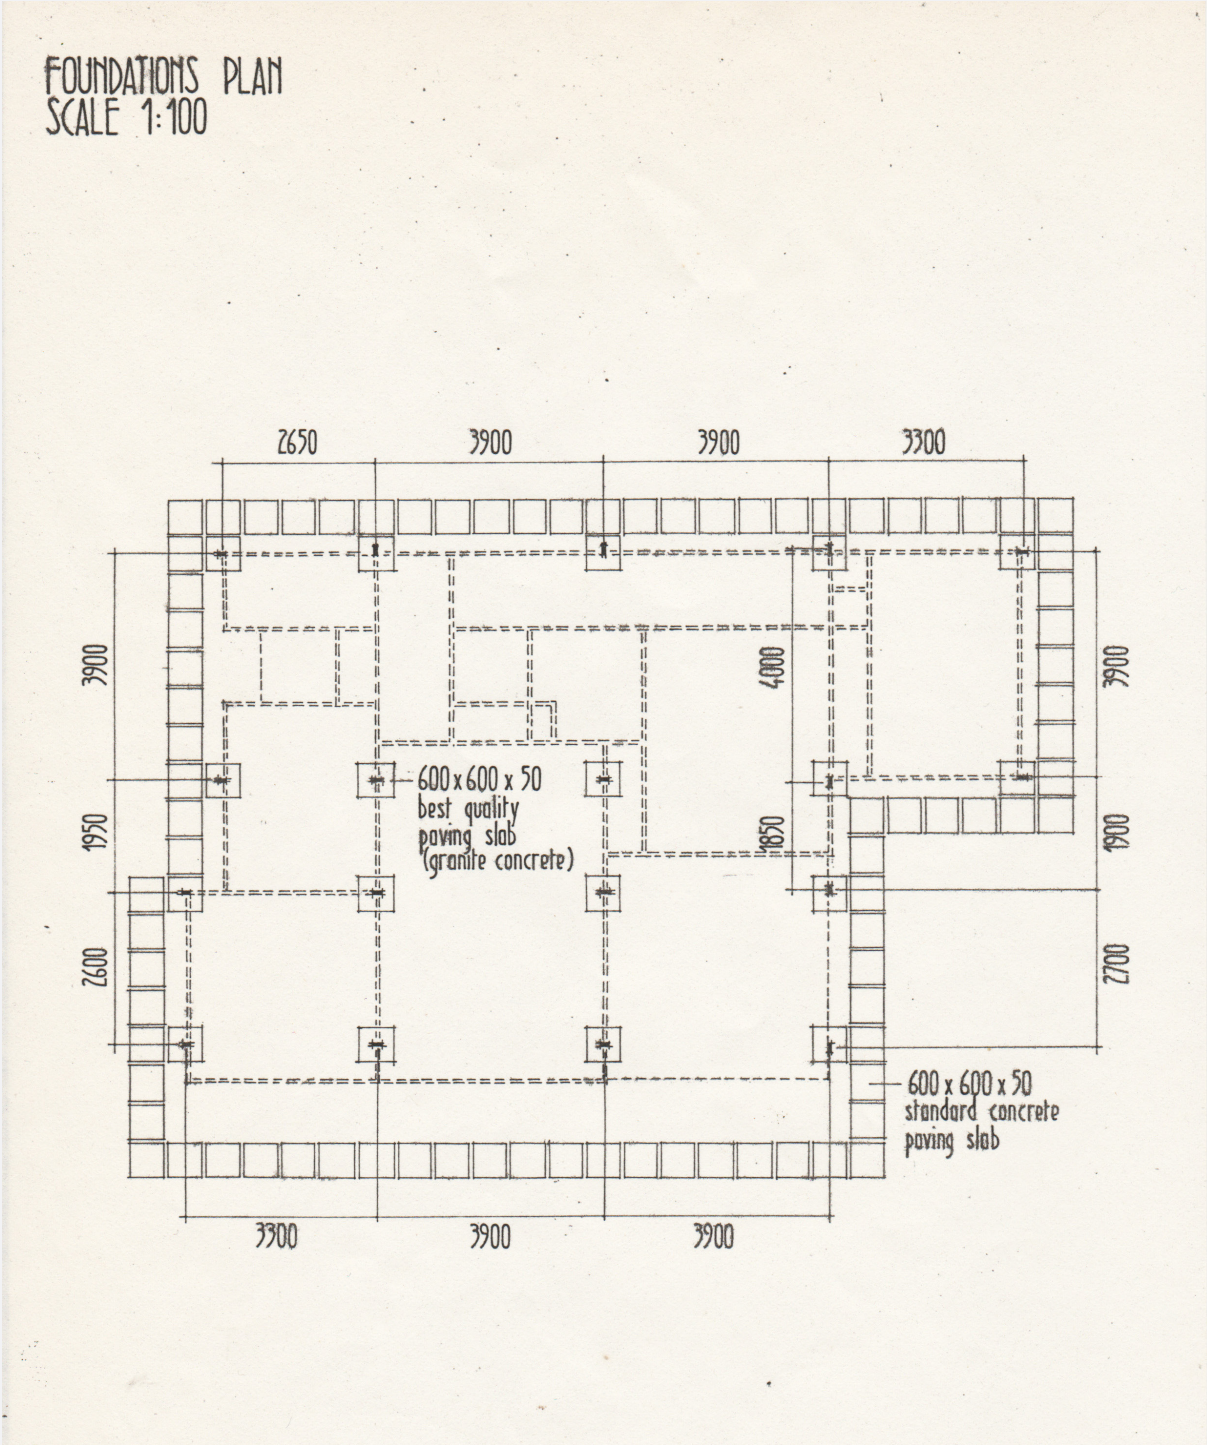 FOUNDATIONS PLAN
SCALE 1:100
2650 3900 3900 3300
3900
4000
3900
600 x 600 x 50
best quality
paving slab
(granite concrete)
1950
1850
1900
2600
2700
600 x 600 x 50
standard concrete
paving slab
3300 3900 3900